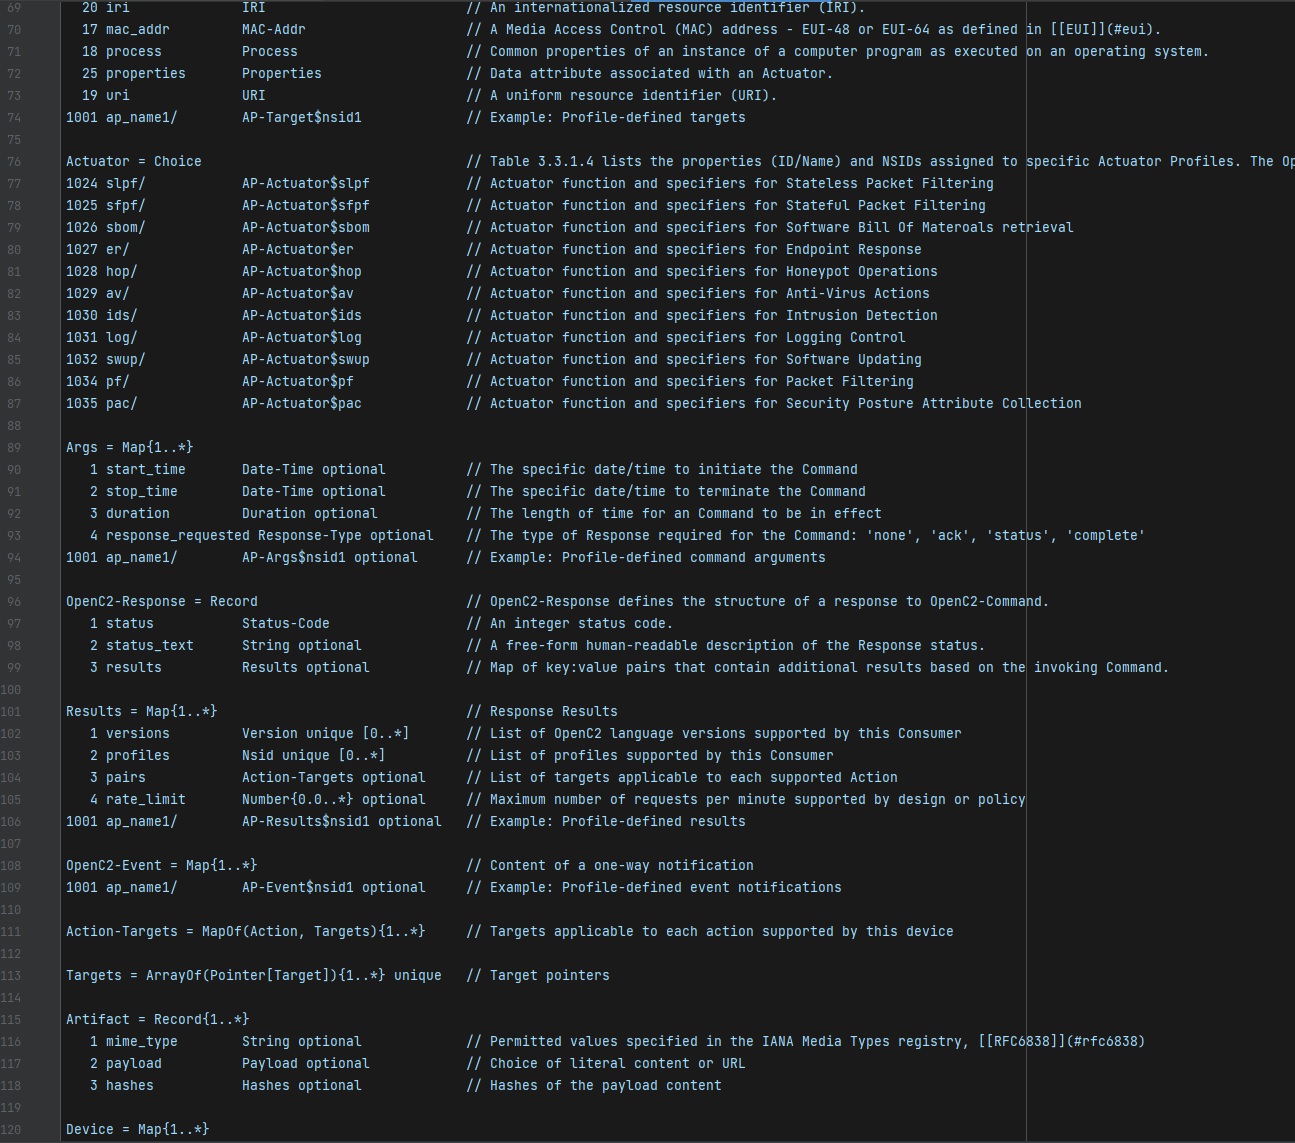 69 20 iri IRI // An internationalized resource identifier (IRI).
70 17 mac_addr MAC-Addr // A Media Access Control (MAC) address - EUI-48 or EUI-64 as defined in [[EUI]](#eui).
71 18 process Process // Common properties of an instance of a computer program as executed on an operating system.
72 25 properties Properties // Data attribute associated with an Actuator.
73 19 uri URI // A uniform resource identifier (URI).
74 1001 ap_name1/ AP-Target$nsid1 // Example: Profile-defined targets
75
76 Actuator = Choice // Table 3.3.1.4 lists the properties (ID/Name) and NSIDs assigned to specific Actuator Profiles. The Op
77 1024 slpf/ AP-Actuator$slpf // Actuator function and specifiers for Stateless Packet Filtering
78 1025 sfpf/ AP-Actuator$sfpf // Actuator function and specifiers for Stateful Packet Filtering
79 1026 sbom/ AP-Actuator$sbom // Actuator function and specifiers for Software Bill Of Materoals retrieval
80 1027 er/ AP-Actuator$er // Actuator function and specifiers for Endpoint Response
81 1028 hop/ AP-Actuator$hop // Actuator function and specifiers for Honeypot Operations
82 1029 av/ AP-Actuator$av // Actuator function and specifiers for Anti-Virus Actions
83 1030 ids/ AP-Actuator$ids // Actuator function and specifiers for Intrusion Detection
84 1031 log/ AP-Actuator$log // Actuator function and specifiers for Logging Control
85 1032 swup/ AP-Actuator$swup // Actuator function and specifiers for Software Updating
86 1034 pf/ AP-Actuator$pf // Actuator function and specifiers for Packet Filtering
87 1035 pac/ AP-Actuator$pac // Actuator function and specifiers for Security Posture Attribute Collection
88
89 Args = Map{1..*}
90 1 start_time Date-Time optional // The specific date/time to initiate the Command
91 2 stop_time Date-Time optional // The specific date/time to terminate the Command
92 3 duration Duration optional // The length of time for an Command to be in effect
93 4 response_requested Response-Type optional // The type of Response required for the Command: 'none', 'ack', 'status', 'complete'
94 1001 ap_name1/ AP-Args$nsid1 optional // Example: Profile-defined command arguments
95
96 OpenC2-Response = Record // OpenC2-Response defines the structure of a response to OpenC2-Command.
97 1 status Status-Code // An integer status code.
98 2 status_text String optional // A free-form human-readable description of the Response status.
99 3 results Results optional // Map of key:value pairs that contain additional results based on the invoking Command.
100
101 Results = Map{1..*} // Response Results
102 1 versions Version unique [0..*] // List of OpenC2 language versions supported by this Consumer
103 2 profiles Nsid unique [0..*] // List of profiles supported by this Consumer
104 3 pairs Action-Targets optional // List of targets applicable to each supported Action
105 4 rate_limit Number{0.0..*} optional // Maximum number of requests per minute supported by design or policy
106 1001 ap_name1/ AP-Results$nsid1 optional // Example: Profile-defined results
107
108 OpenC2-Event = Map{1..*} // Content of a one-way notification
109 1001 ap_name1/ AP-Event$nsid1 optional // Example: Profile-defined event notifications
110
111 Action-Targets = MapOf(Action, Targets){1..*} // Targets applicable to each action supported by this device
112
113 Targets = ArrayOf(Pointer[Target]){1..*} unique // Target pointers
114
115 Artifact = Record{1..*}
116 1 mime_type String optional // Permitted values specified in the IANA Media Types registry, [[RFC6838]](#rfc6838)
117 2 payload Payload optional // Choice of literal content or URL
118 3 hashes Hashes optional // Hashes of the payload content
119
120 Device = Map{1..*}